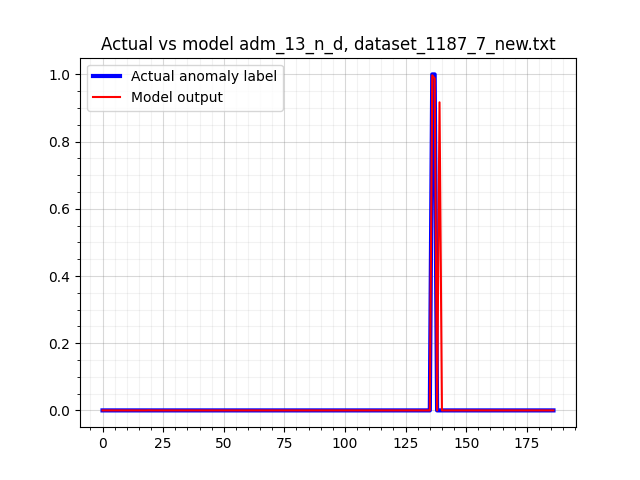 Actual vs model adm_13_n_d, dataset_1187_7_new.txt
Actual anomaly label
Model output
1.0
0.8
0.6
0.4
0.2
0.0
0 25 50 75 100 125 150 175